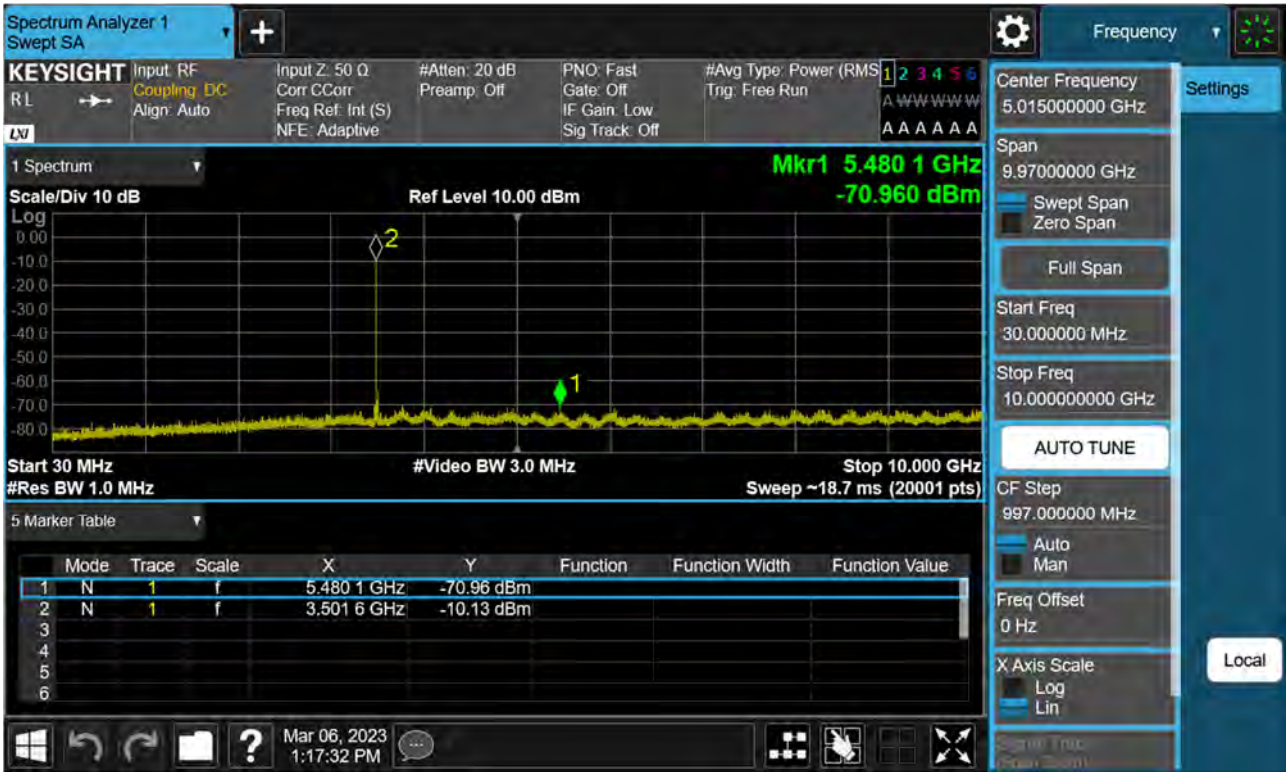 Spectrum Analyzer 1
Swept SA
+
Frequency
KEYSIGHT
RL
LXI
Input: RF
Coupling: DC
Align: Auto
Input Z: 50 Ω
Corr CCorr
Freq Ref: Int (S)
NFE: Adaptive
#Atten: 20 dB
Preamp: Off
PNO: Fast
Gate: Off
IF Gain: Low
Sig Track: Off
#Avg Type: Power (RMS
Trig: Free Run
1 2 3 4 5 6
A W W W W W
A A A A A A
1 Spectrum
Scale/Div 10 dB
Ref Level 10.00 dBm
Mkr1 5.480 1 GHz
-70.960 dBm
Log
0.00
-10.0
-20.0
-30.0
-40.0
-50.0
-60.0
-70.0
-80.0
2
1
Start 30 MHz
#Video BW 3.0 MHz
Stop 10.000 GHz
#Res BW 1.0 MHz
Sweep ~18.7 ms (20001 pts)
5 Marker Table
Mode Trace Scale X Y Function Function Width Function Value
1 N 1 f 5.480 1 GHz -70.96 dBm
2 N 1 f 3.501 6 GHz -10.13 dBm
3
4
5
6
?
Mar 06, 2023
1:17:32 PM
Center Frequency
5.015000000 GHz
Settings
Span
9.97000000 GHz
Swept Span
Zero Span
Full Span
Start Freq
30.000000 MHz
Stop Freq
10.000000000 GHz
AUTO TUNE
CF Step
997.000000 MHz
Auto
Man
Freq Offset
0 Hz
X Axis Scale
Log
Lin
Local